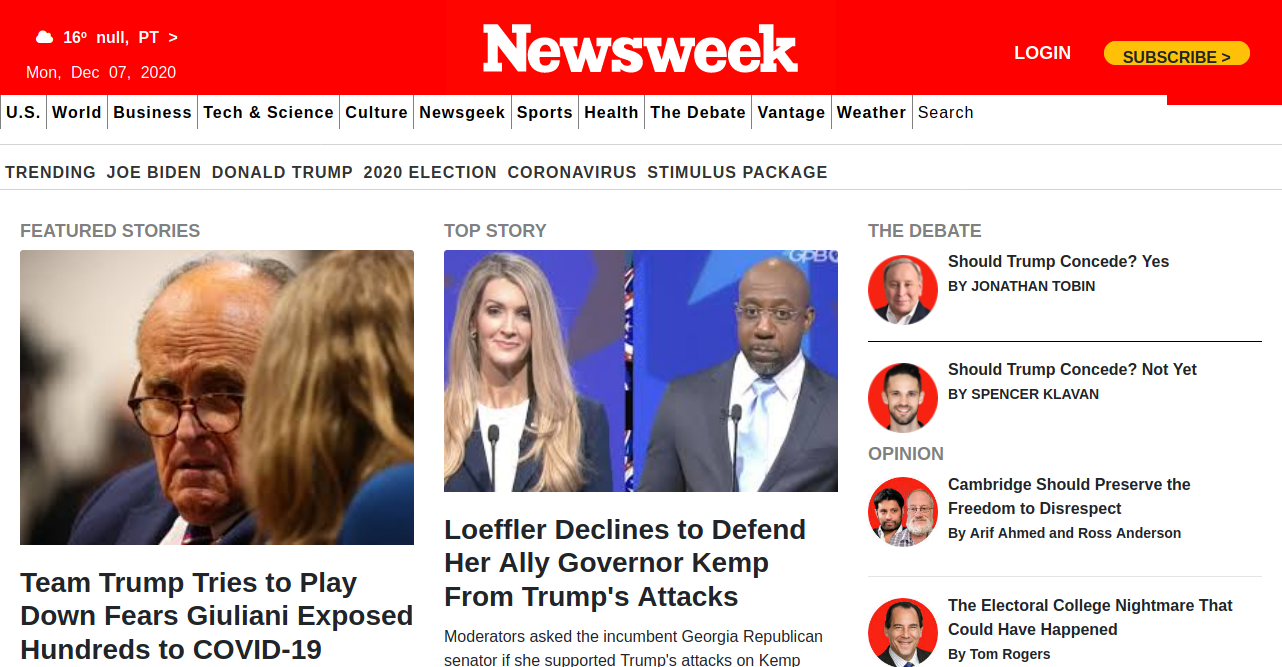 16º null, PT >
Mon, Dec 07, 2020
Newsweek
LOGIN
SUBSCRIBE >
U.S. World Business Tech & Science Culture Newsgeek Sports Health The Debate Vantage Weather Search
TRENDING JOE BIDEN DONALD TRUMP 2020 ELECTION CORONAVIRUS STIMULUS PACKAGE
FEATURED STORIES
Team Trump Tries to Play
Down Fears Giuliani Exposed
Hundreds to COVID-19
TOP STORY
GPB
Loeffler Declines to Defend
Her Ally Governor Kemp
From Trump's Attacks
Moderators asked the incumbent Georgia Republican
senator if she supported Trump's attacks on Kemp
THE DEBATE
Should Trump Concede? Yes
BY JONATHAN TOBIN
Should Trump Concede? Not Yet
BY SPENCER KLAVAN
OPINION
Cambridge Should Preserve the
Freedom to Disrespect
By Arif Ahmed and Ross Anderson
The Electoral College Nightmare That
Could Have Happened
By Tom Rogers